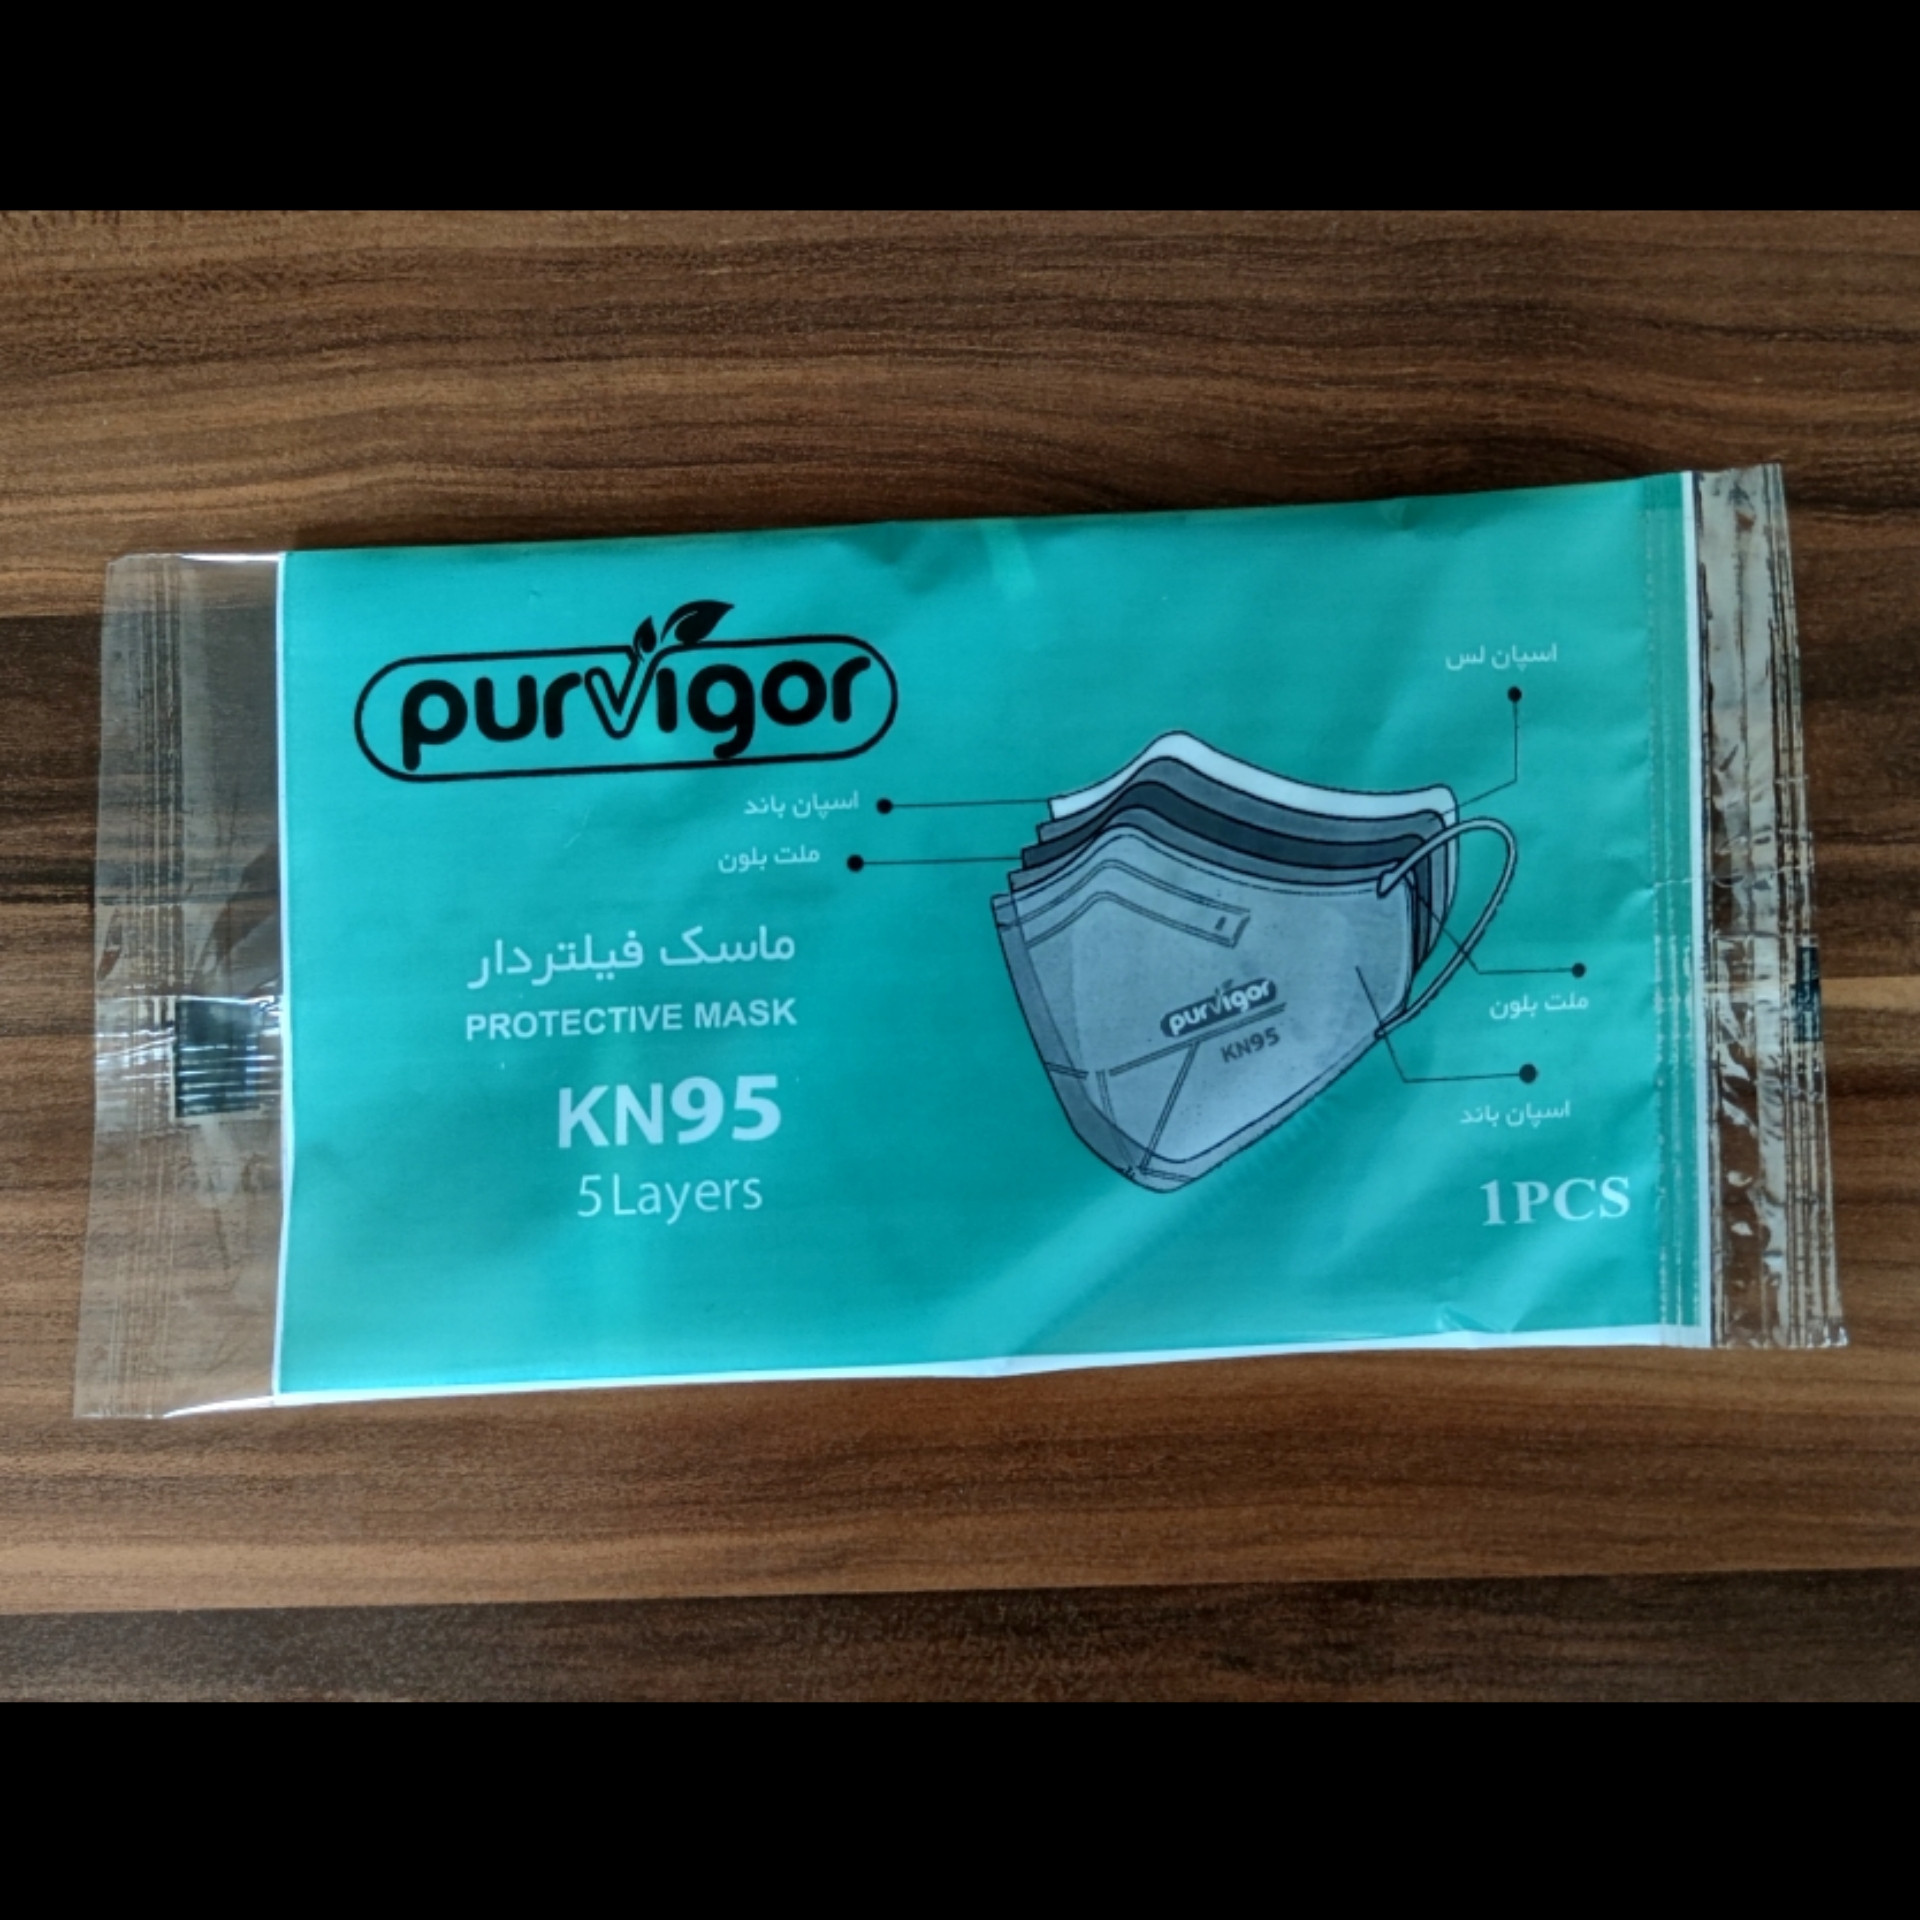 purvigor
اسپان لس
اسپان باند
ملت بلون
ماسک فیلتردار
PROTECTIVE MASK
KN95
5 Layers
purvigor
KN95
ملت بلون
اسپان باند
1PCS